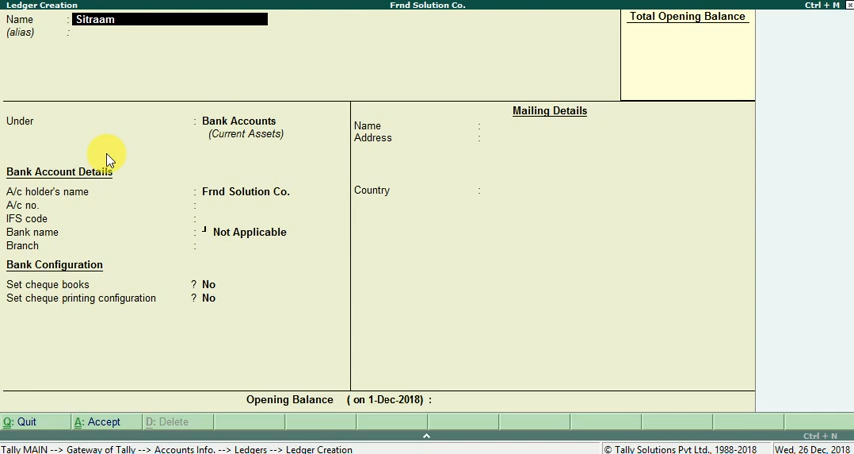 Ledger Creation Frnd Solution Co. Ctrl + M
Name : Sitraam
(alias) :
Total Opening Balance
Under : Bank Accounts
(Current Assets)
Bank Account Details
A/c holder's name : Frnd Solution Co.
A/c no. :
IFS code :
Bank name : ┘ Not Applicable
Branch :
Bank Configuration
Set cheque books ? No
Set cheque printing configuration ? No
Mailing Details
Name :
Address :
Country :
Opening Balance ( on 1-Dec-2018) :
Q: Quit A: Accept D: Delete
Ctrl + N
Tally MAIN --> Gateway of Tally --> Accounts Info. --> Ledgers --> Ledger Creation © Tally Solutions Pvt Ltd., 1988-2018 Wed, 26 Dec, 2018